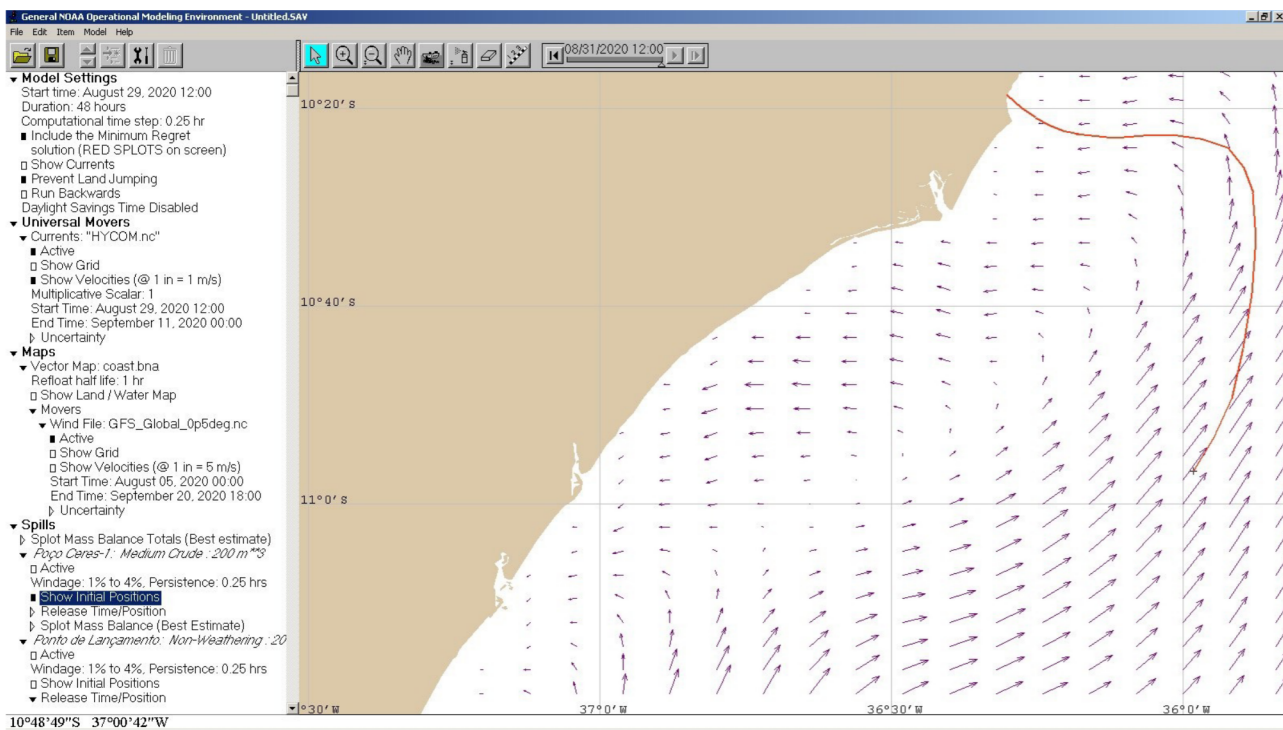 General NOAA Operational Modeling Environment - Untitled.SAV
File Edit Item Model Help
08/31/2020 12:00
Model Settings
Start time: August 29, 2020 12:00
Duration: 48 hours
Computational time step: 0.25 hr
Include the Minimum Regret
solution (RED SPLOTS on screen)
Show Currents
Prevent Land Jumping
Run Backwards
Daylight Savings Time Disabled
Universal Movers
Currents: "HYCOM.nc"
Active
Show Grid
Show Velocities (@ 1 in = 1 m/s)
Multiplicative Scalar: 1
Start Time: August 29, 2020 12:00
End Time: September 11, 2020 00:00
Uncertainty
Maps
Vector Map: coast.bna
Refloat half life: 1 hr
Show Land / Water Map
Movers
Wind File: GFS_Global_0p5deg.nc
Active
Show Grid
Show Velocities (@ 1 in = 5 m/s)
Start Time: August 05, 2020 00:00
End Time: September 20, 2020 18:00
Uncertainty
Spills
Splot Mass Balance Totals (Best estimate)
Poço Ceres-1: Medium Crude : 200 m**3
Active
Windage: 1% to 4%, Persistence: 0.25 hrs
Show Initial Positions
Release Time/Position
Splot Mass Balance (Best Estimate)
Ponto de Lançamento: Non-Weathering : 20
Active
Windage: 1% to 4%, Persistence: 0.25 hrs
Show Initial Positions
Release Time/Position
10°20' S
10°40' S
11°0' S
°30' W
37°0' W
36°30' W
36°0' W
10°48'49"S 37°00'42"W